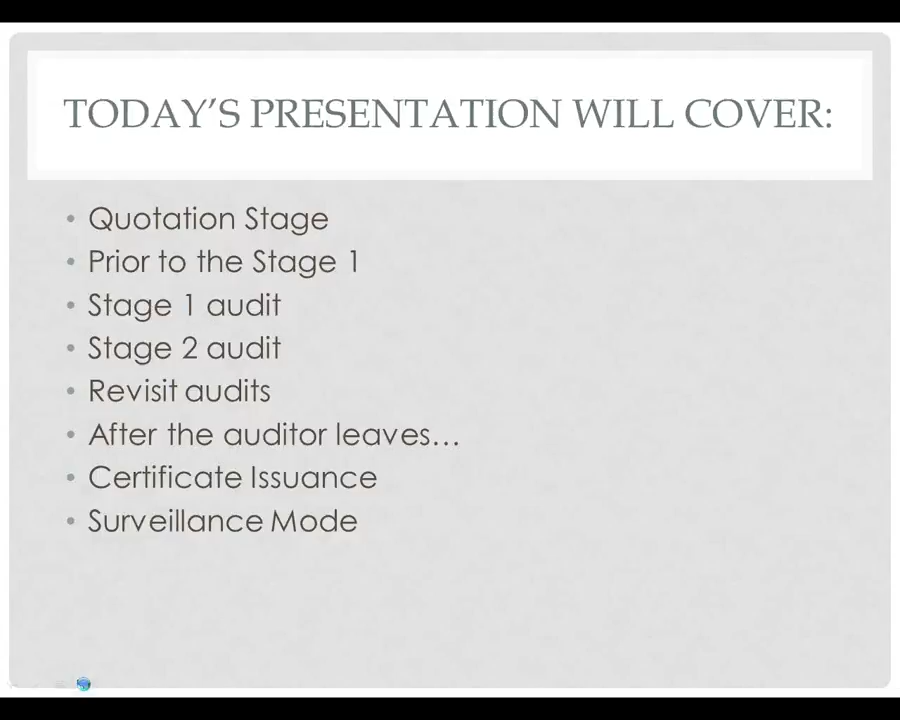 TODAY'S PRESENTATION WILL COVER:
• Quotation Stage
• Prior to the Stage 1
• Stage 1 audit
• Stage 2 audit
• Revisit audits
• After the auditor leaves…
• Certificate Issuance
• Surveillance Mode